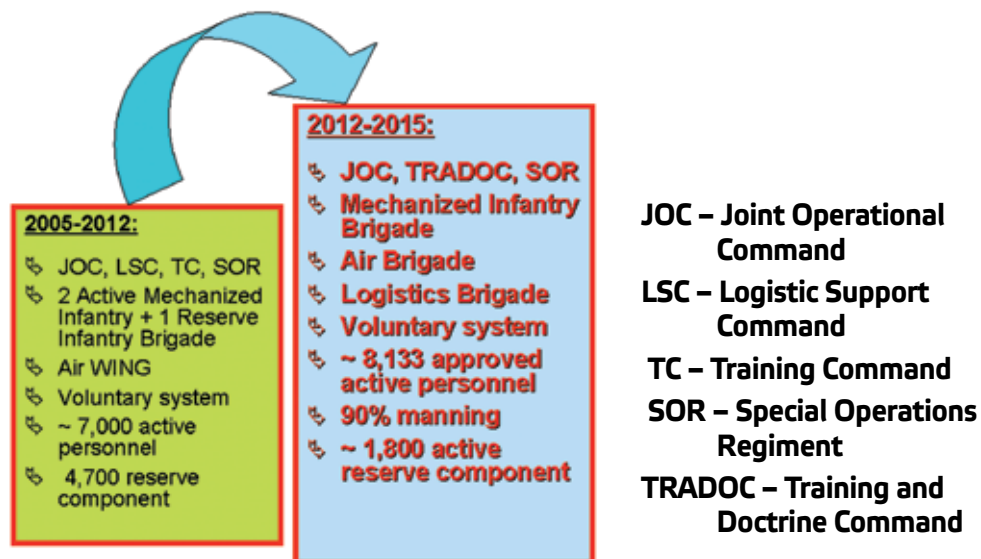 2005-2012:
JOC, LSC, TC, SOR
2 Active Mechanized
Infantry + 1 Reserve
Infantry Brigade
Air WING
Voluntary system
~ 7,000 active
personnel
4,700 reserve
component
2012-2015:
JOC, TRADOC, SOR
Mechanized Infantry
Brigade
Air Brigade
Logistics Brigade
Voluntary system
~ 8,133 approved
active personnel
90% manning
~ 1,800 active
reserve component
JOC – Joint Operational
Command
LSC – Logistic Support
Command
TC – Training Command
SOR – Special Operations
Regiment
TRADOC – Training and
Doctrine Command